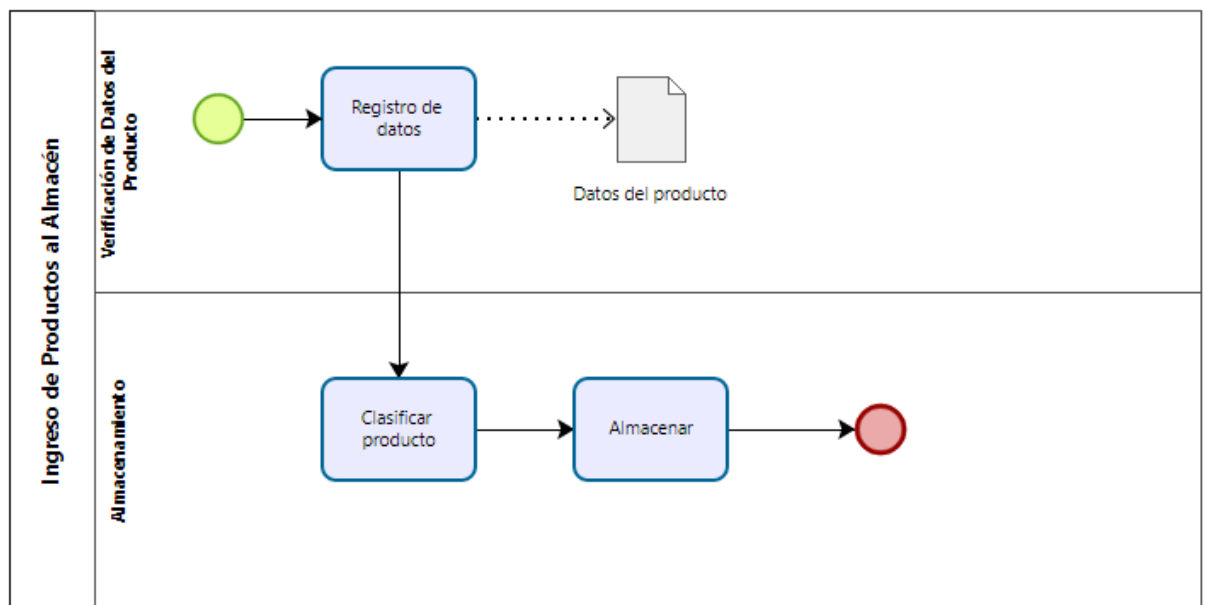 Ingreso de Productos al Almacén
Verificación de Datos del
Producto
Registro de
datos
Datos del producto
Almacenamiento
Clasificar
producto
Almacenar